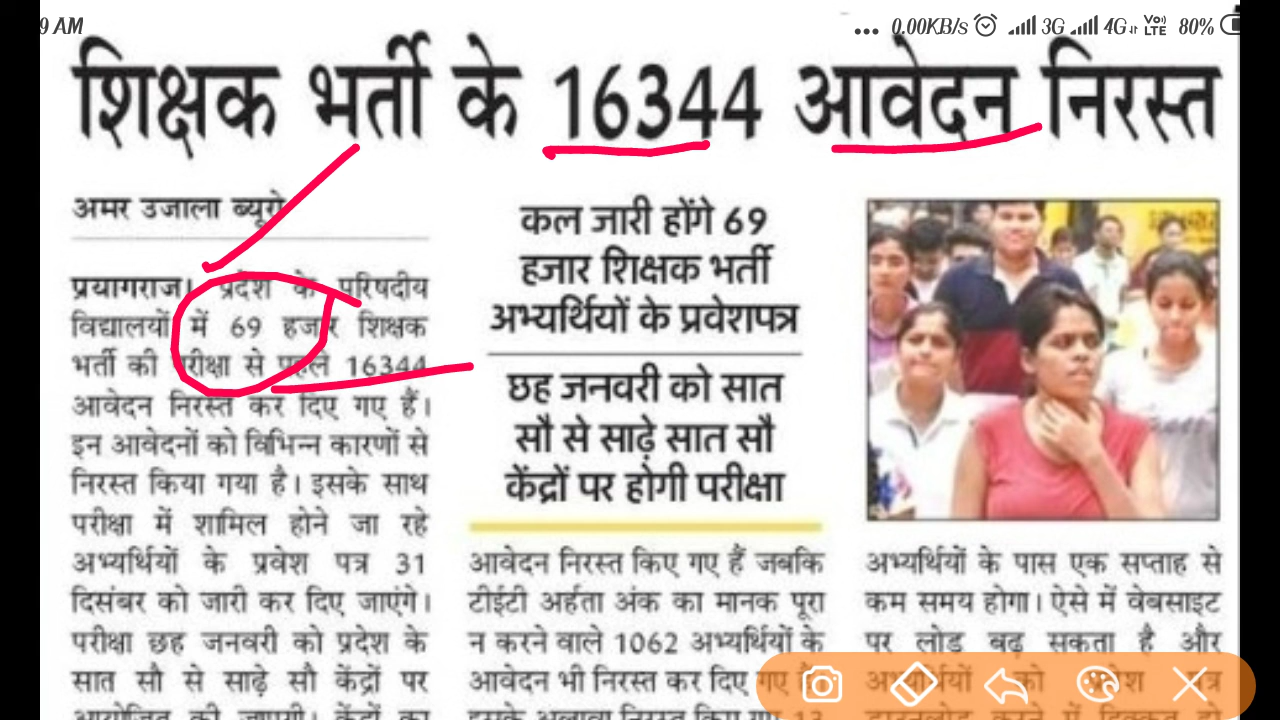 9 AM
... 0.00KB/s 3G 4G VoLTE 80%
शिक्षक भर्ती के 16344 आवेदन निरस्त
अमर उजाला ब्यूरो
प्रयागराज। प्रदेश के परिषदीय
विद्यालयों में 69 हजार शिक्षक
भर्ती की परीक्षा से पहले 16344
आवेदन निरस्त कर दिए गए हैं।
इन आवेदनों को विभिन्न कारणों से
निरस्त किया गया है। इसके साथ
परीक्षा में शामिल होने जा रहे
अभ्यर्थियों के प्रवेश पत्र 31
दिसंबर को जारी कर दिए जाएंगे।
परीक्षा छह जनवरी को प्रदेश के
सात सौ से साढ़े सौ केंद्रों पर
कल जारी होंगे 69
हजार शिक्षक भर्ती
अभ्यर्थियों के प्रवेशपत्र
छह जनवरी को सात
सौ से साढ़े सात सौ
केंद्रों पर होगी परीक्षा
आवेदन निरस्त किए गए हैं जबकि
टीईटी अर्हता अंक का मानक पूरा
न करने वाले 1062 अभ्यर्थियों के
आवेदन भी निरस्त कर दिए गए हैं।
अभ्यर्थियों के पास एक सप्ताह से
कम समय होगा। ऐसे में वेबसाइट
पर लोड बढ़ सकता है और
अभ्यर्थियों को प्रवेश पत्र